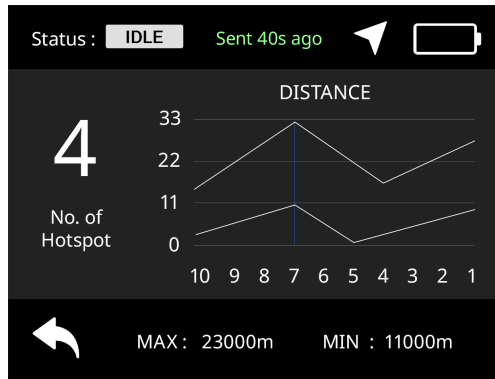 Status : IDLE Sent 40s ago
DISTANCE
4
No. of
Hotspot
33
22
11
0
10 9 8 7 6 5 4 3 2 1
MAX : 23000m MIN : 11000m